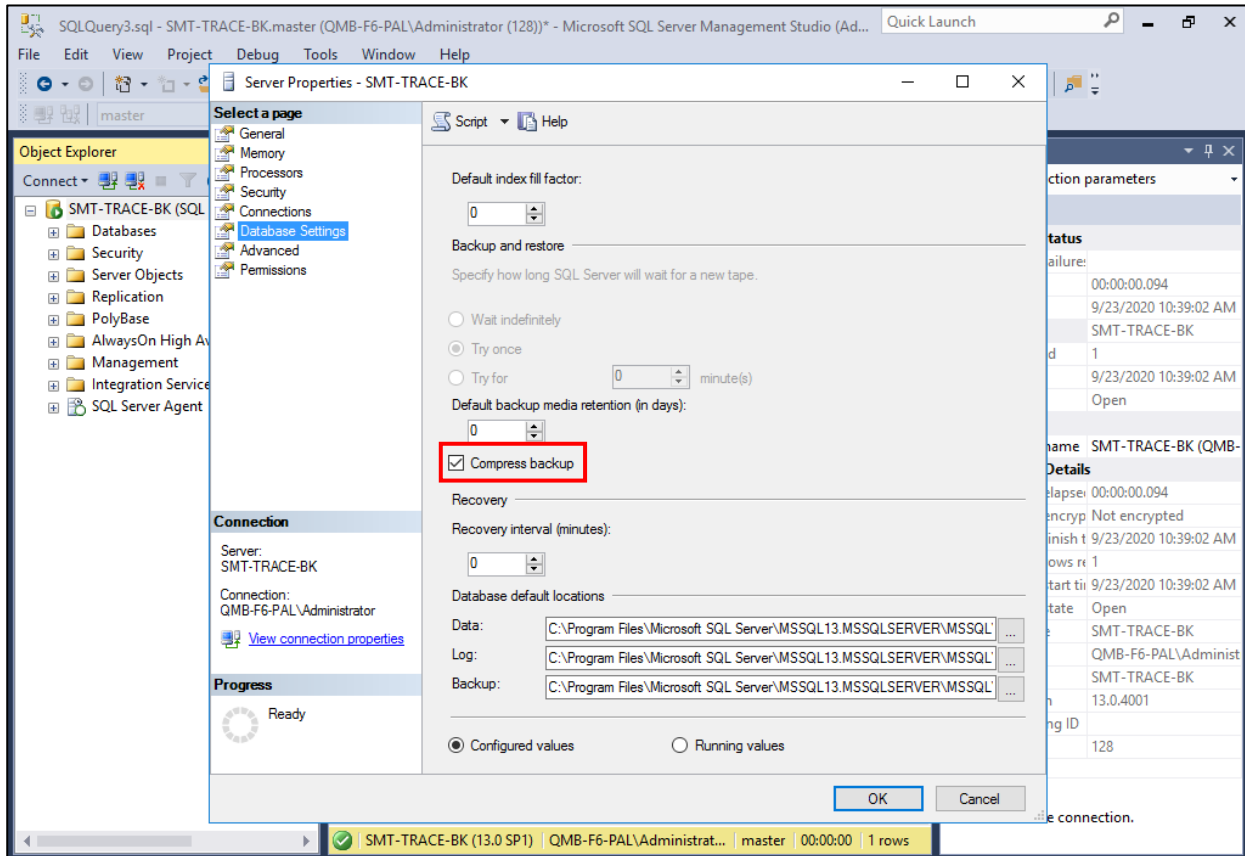 SQLQuery3.sql - SMT-TRACE-BK.master (QMB-F6-PAL\Administrator (128))* - Microsoft SQL Server Management Studio (Ad...
Quick Launch
File Edit View Project Debug Tools Window Help
master
Server Properties - SMT-TRACE-BK
Select a page
General
Memory
Processors
Security
Connections
Database Settings
Advanced
Permissions
Script
Help
Object Explorer
Connect
SMT-TRACE-BK (SQL
Databases
Security
Server Objects
Replication
PolyBase
AlwaysOn High Av
Management
Integration Service
SQL Server Agent
Default index fill factor:
0
Backup and restore
Specify how long SQL Server will wait for a new tape.
Wait indefinitely
Try once
Try for 0 minute(s)
Default backup media retention (in days):
0
Compress backup
Recovery
Recovery interval (minutes):
0
Database default locations
Data: C:\Program Files\Microsoft SQL Server\MSSQL13.MSSQLSERVER\MSSQL\ ...
Log: C:\Program Files\Microsoft SQL Server\MSSQL13.MSSQLSERVER\MSSQL\ ...
Backup: C:\Program Files\Microsoft SQL Server\MSSQL13.MSSQLSERVER\MSSQL\ ...
Configured values
Running values
OK
Cancel
Connection
Server:
SMT-TRACE-BK
Connection:
QMB-F6-PAL\Administrator
View connection properties
Progress
Ready
ction parameters
tatus
ailures
00:00:00.094
9/23/2020 10:39:02 AM
SMT-TRACE-BK
d 1
9/23/2020 10:39:02 AM
Open
name SMT-TRACE-BK (QMB-
Details
elapse 00:00:00.094
encryp Not encrypted
inish t 9/23/2020 10:39:02 AM
ows re 1
tart ti 9/23/2020 10:39:02 AM
tate Open
SMT-TRACE-BK
QMB-F6-PAL\Administ
SMT-TRACE-BK
13.0.4001
ng ID
128
e connection.
SMT-TRACE-BK (13.0 SP1) QMB-F6-PAL\Administrat... master 00:00:00 1 rows